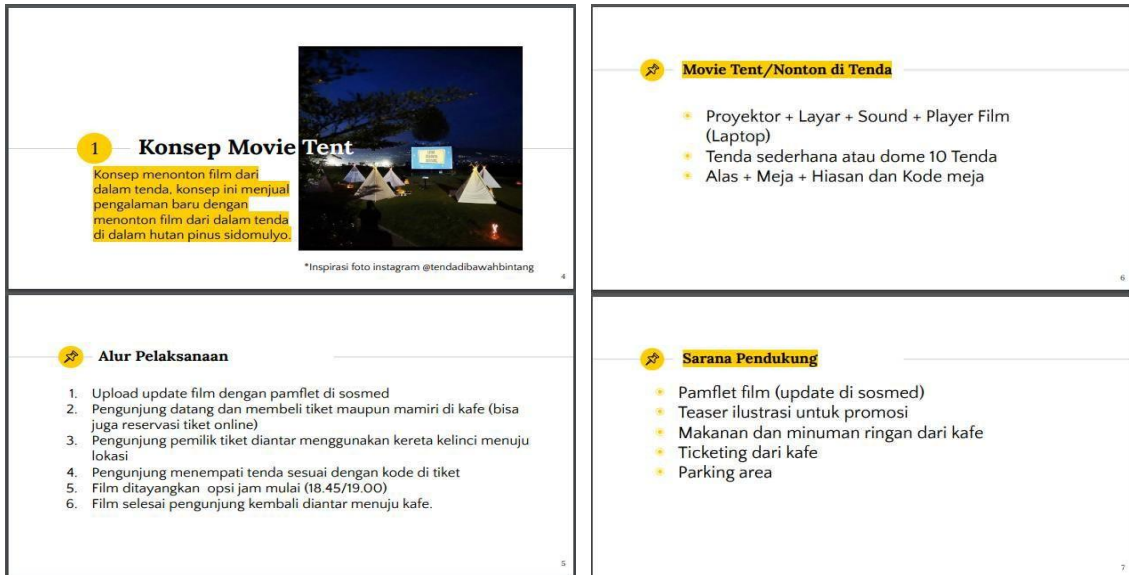 1
Konsep Movie Tent
Konsep menonton film dari
dalam tenda, konsep ini menjual
pengalaman baru dengan
menonton film dari dalam tenda
di dalam hutan pinus sidomulyo.
*Inspirasi foto instagram @tendadibawahbintang
4
Movie Tent/Nonton di Tenda
Proyektor + Layar + Sound + Player Film
(Laptop)
Tenda sederhana atau dome 10 Tenda
Alas + Meja + Hiasan dan Kode meja
6
Alur Pelaksanaan
1. Upload update film dengan pamflet di sosmed
2. Pengunjung datang dan membeli tiket maupun mamiri di kafe (bisa
juga reservasi tiket online)
3. Pengunjung pemilik tiket diantar menggunakan kereta kelinci menuju
lokasi
4. Pengunjung menempati tenda sesuai dengan kode di tiket
5. Film ditayangkan opsi jam mulai (18.45/19.00)
6. Film selesai pengunjung kembali diantar menuju kafe.
5
Sarana Pendukung
Pamflet film (update di sosmed)
Teaser ilustrasi untuk promosi
Makanan dan minuman ringan dari kafe
Ticketing dari kafe
Parking area
7